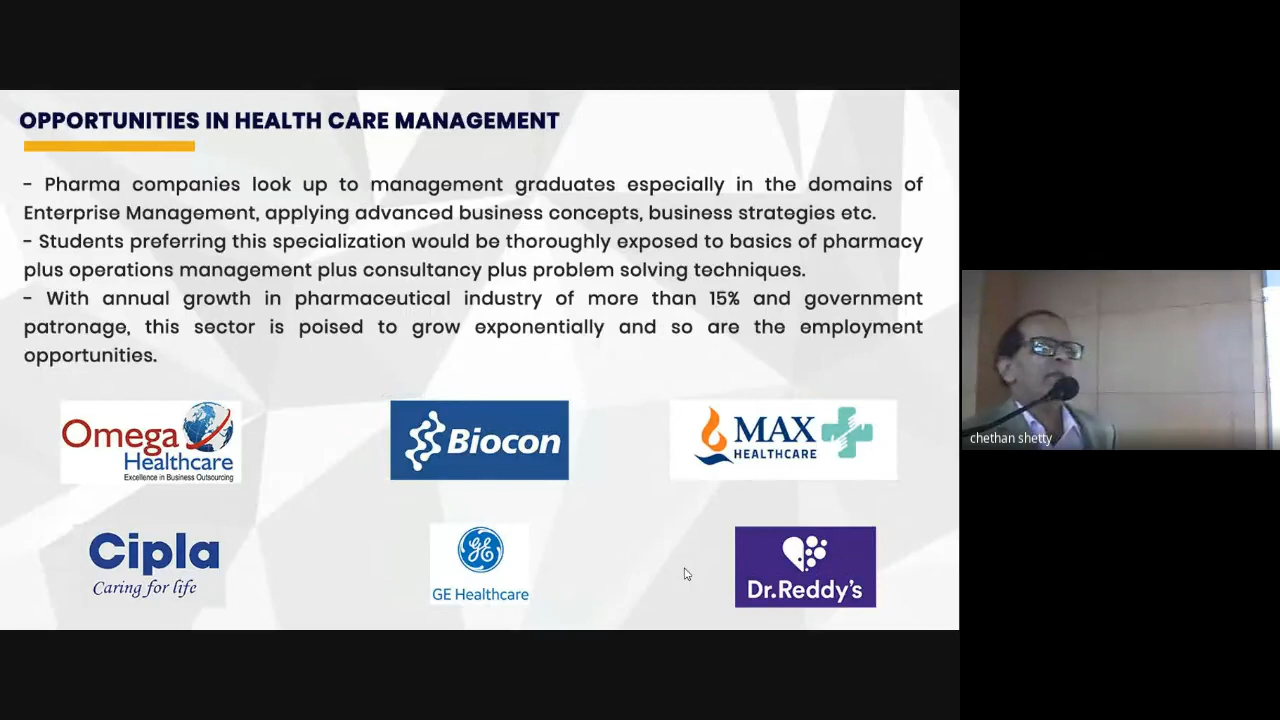 OPPORTUNITIES IN HEALTH CARE MANAGEMENT
- Pharma companies look up to management graduates especially in the domains of
Enterprise Management, applying advanced business concepts, business strategies etc.
- Students preferring this specialization would be thoroughly exposed to basics of pharmacy
plus operations management plus consultancy plus problem solving techniques.
- With annual growth in pharmaceutical industry of more than 15% and government
patronage, this sector is poised to grow exponentially and so are the employment
opportunities.
Omega
Healthcare
Excellence in Business Outsourcing
Biocon
MAX
HEALTHCARE
Cipla
Caring for life
GE
GE Healthcare
Dr.Reddy's
chethan shetty